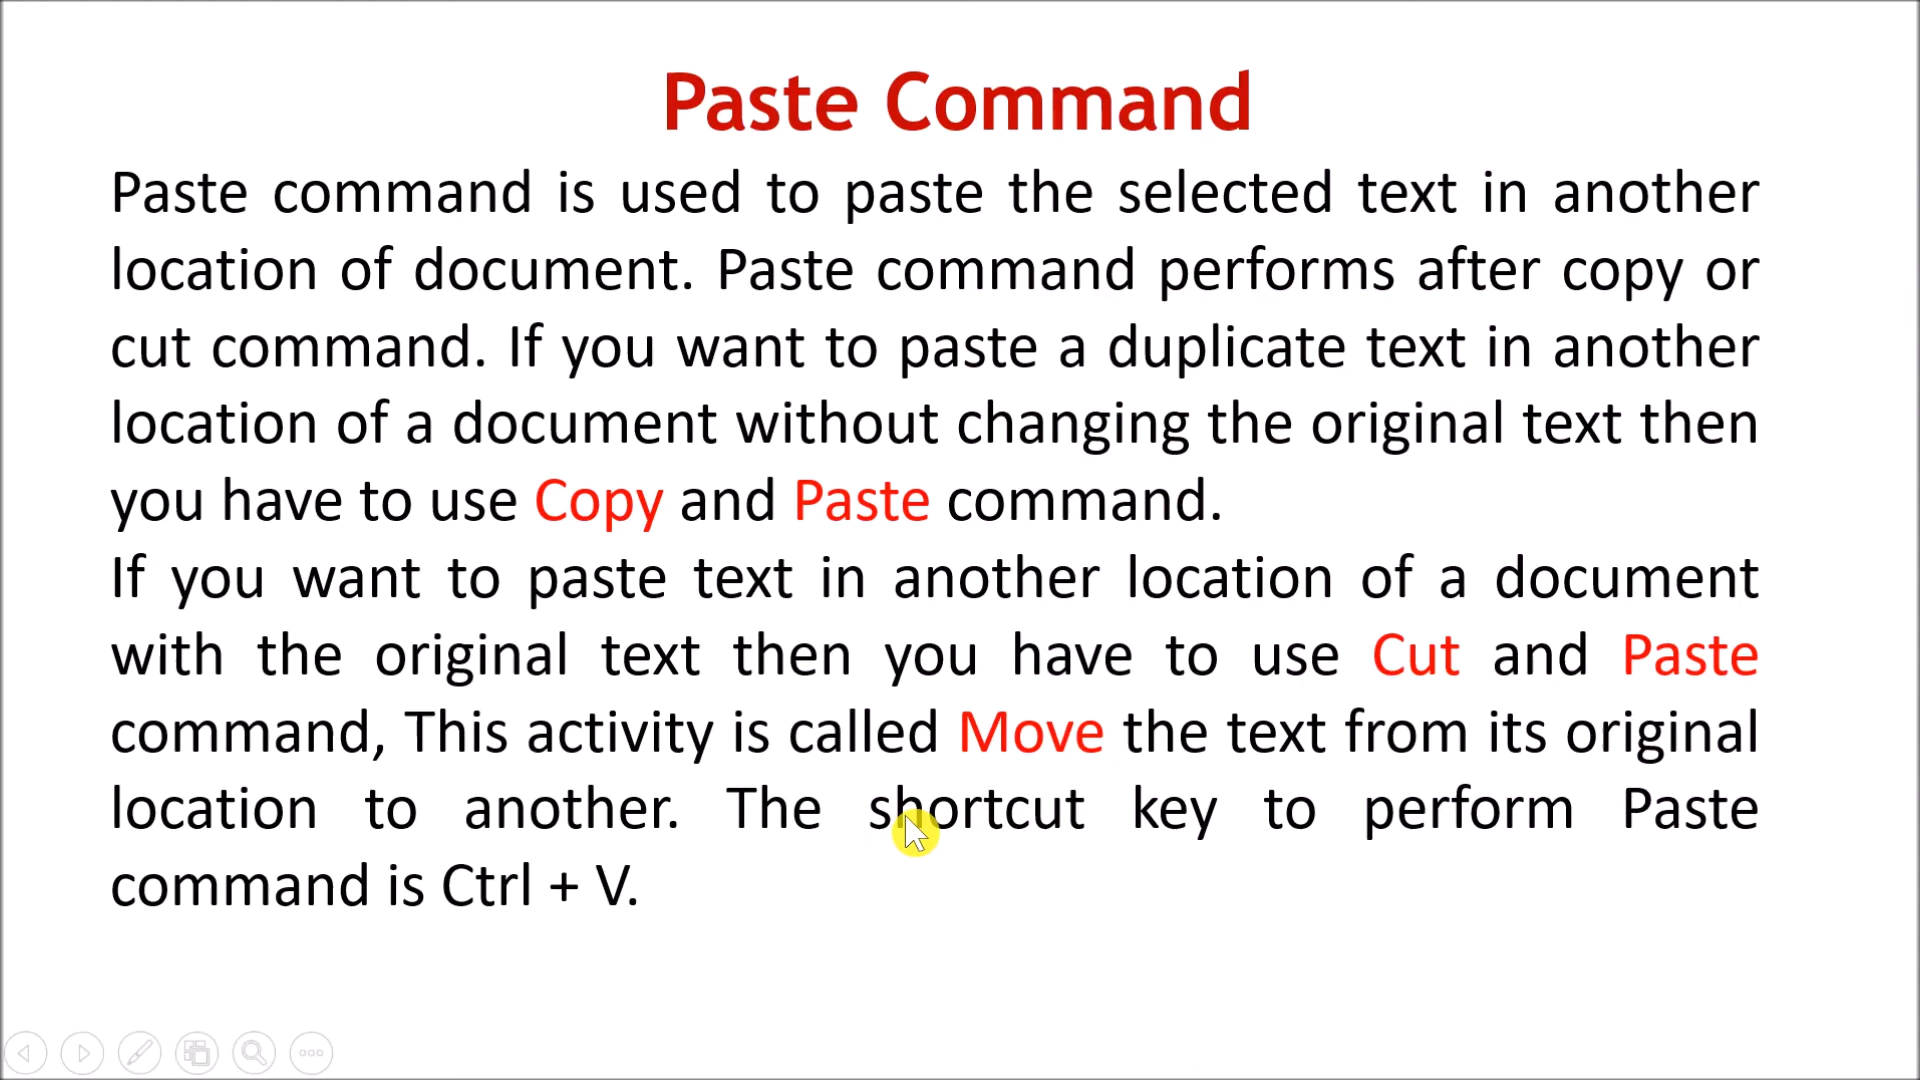 Paste Command
Paste command is used to paste the selected text in another
location of document. Paste command performs after copy or
cut command. If you want to paste a duplicate text in another
location of a document without changing the original text then
you have to use Copy and Paste command.
If you want to paste text in another location of a document
with the original text then you have to use Cut and Paste
command, This activity is called Move the text from its original
location to another. The shortcut key to perform Paste
command is Ctrl + V.